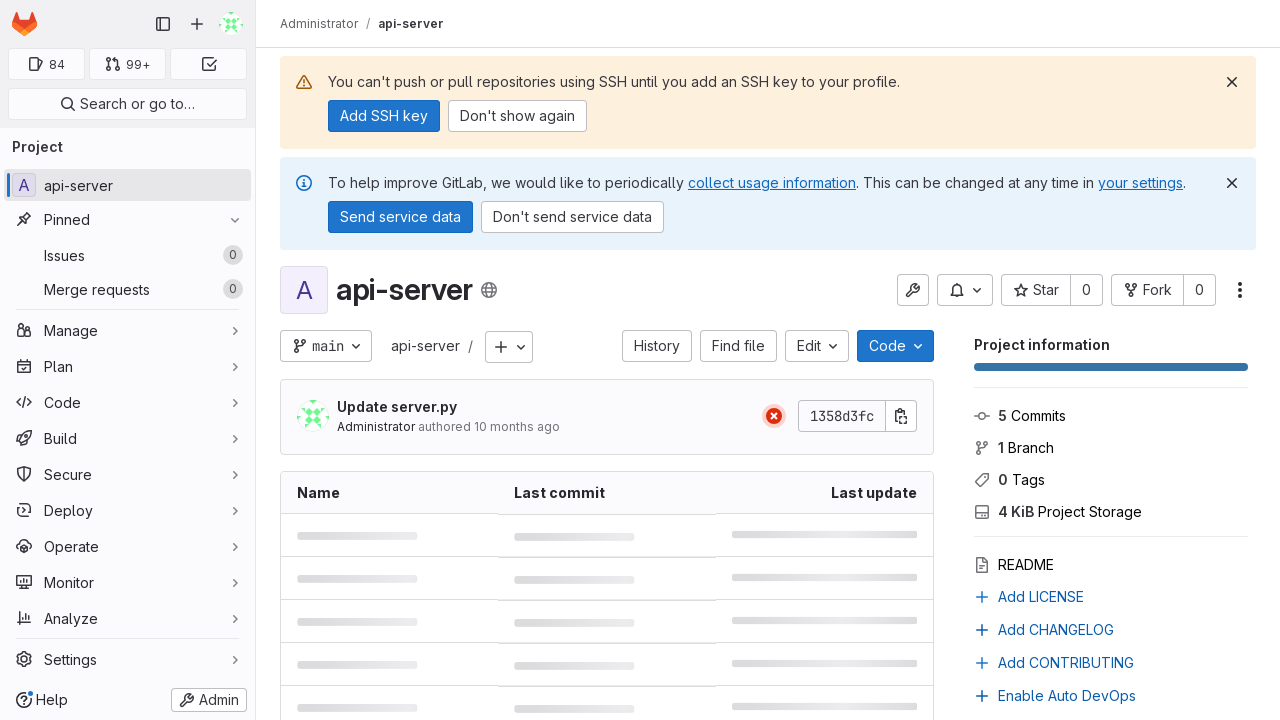 Administrator / api-server
84
99+
Search or go to…
Project
A api-server
Pinned
Issues 0
Merge requests 0
Manage
Plan
Code
Build
Secure
Deploy
Operate
Monitor
Analyze
Settings
Help
Admin
You can't push or pull repositories using SSH until you add an SSH key to your profile.
Add SSH key
Don't show again
To help improve GitLab, we would like to periodically collect usage information. This can be changed at any time in your settings.
Send service data
Don't send service data
A api-server
Star 0
Fork 0
main
api-server /
History
Find file
Edit
Code
Update server.py
Administrator authored 10 months ago
1358d3fc
Name Last commit Last update
Project information
5 Commits
1 Branch
0 Tags
4 KiB Project Storage
README
Add LICENSE
Add CHANGELOG
Add CONTRIBUTING
Enable Auto DevOps